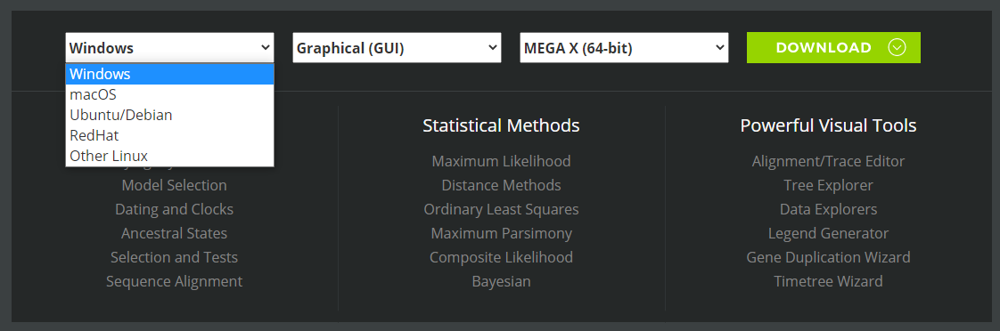 Windows
Graphical (GUI)
MEGA X (64-bit)
DOWNLOAD
Windows
macOS
Ubuntu/Debian
RedHat
Other Linux
Model Selection
Dating and Clocks
Ancestral States
Selection and Tests
Sequence Alignment
Statistical Methods
Maximum Likelihood
Distance Methods
Ordinary Least Squares
Maximum Parsimony
Composite Likelihood
Bayesian
Powerful Visual Tools
Alignment/Trace Editor
Tree Explorer
Data Explorers
Legend Generator
Gene Duplication Wizard
Timetree Wizard